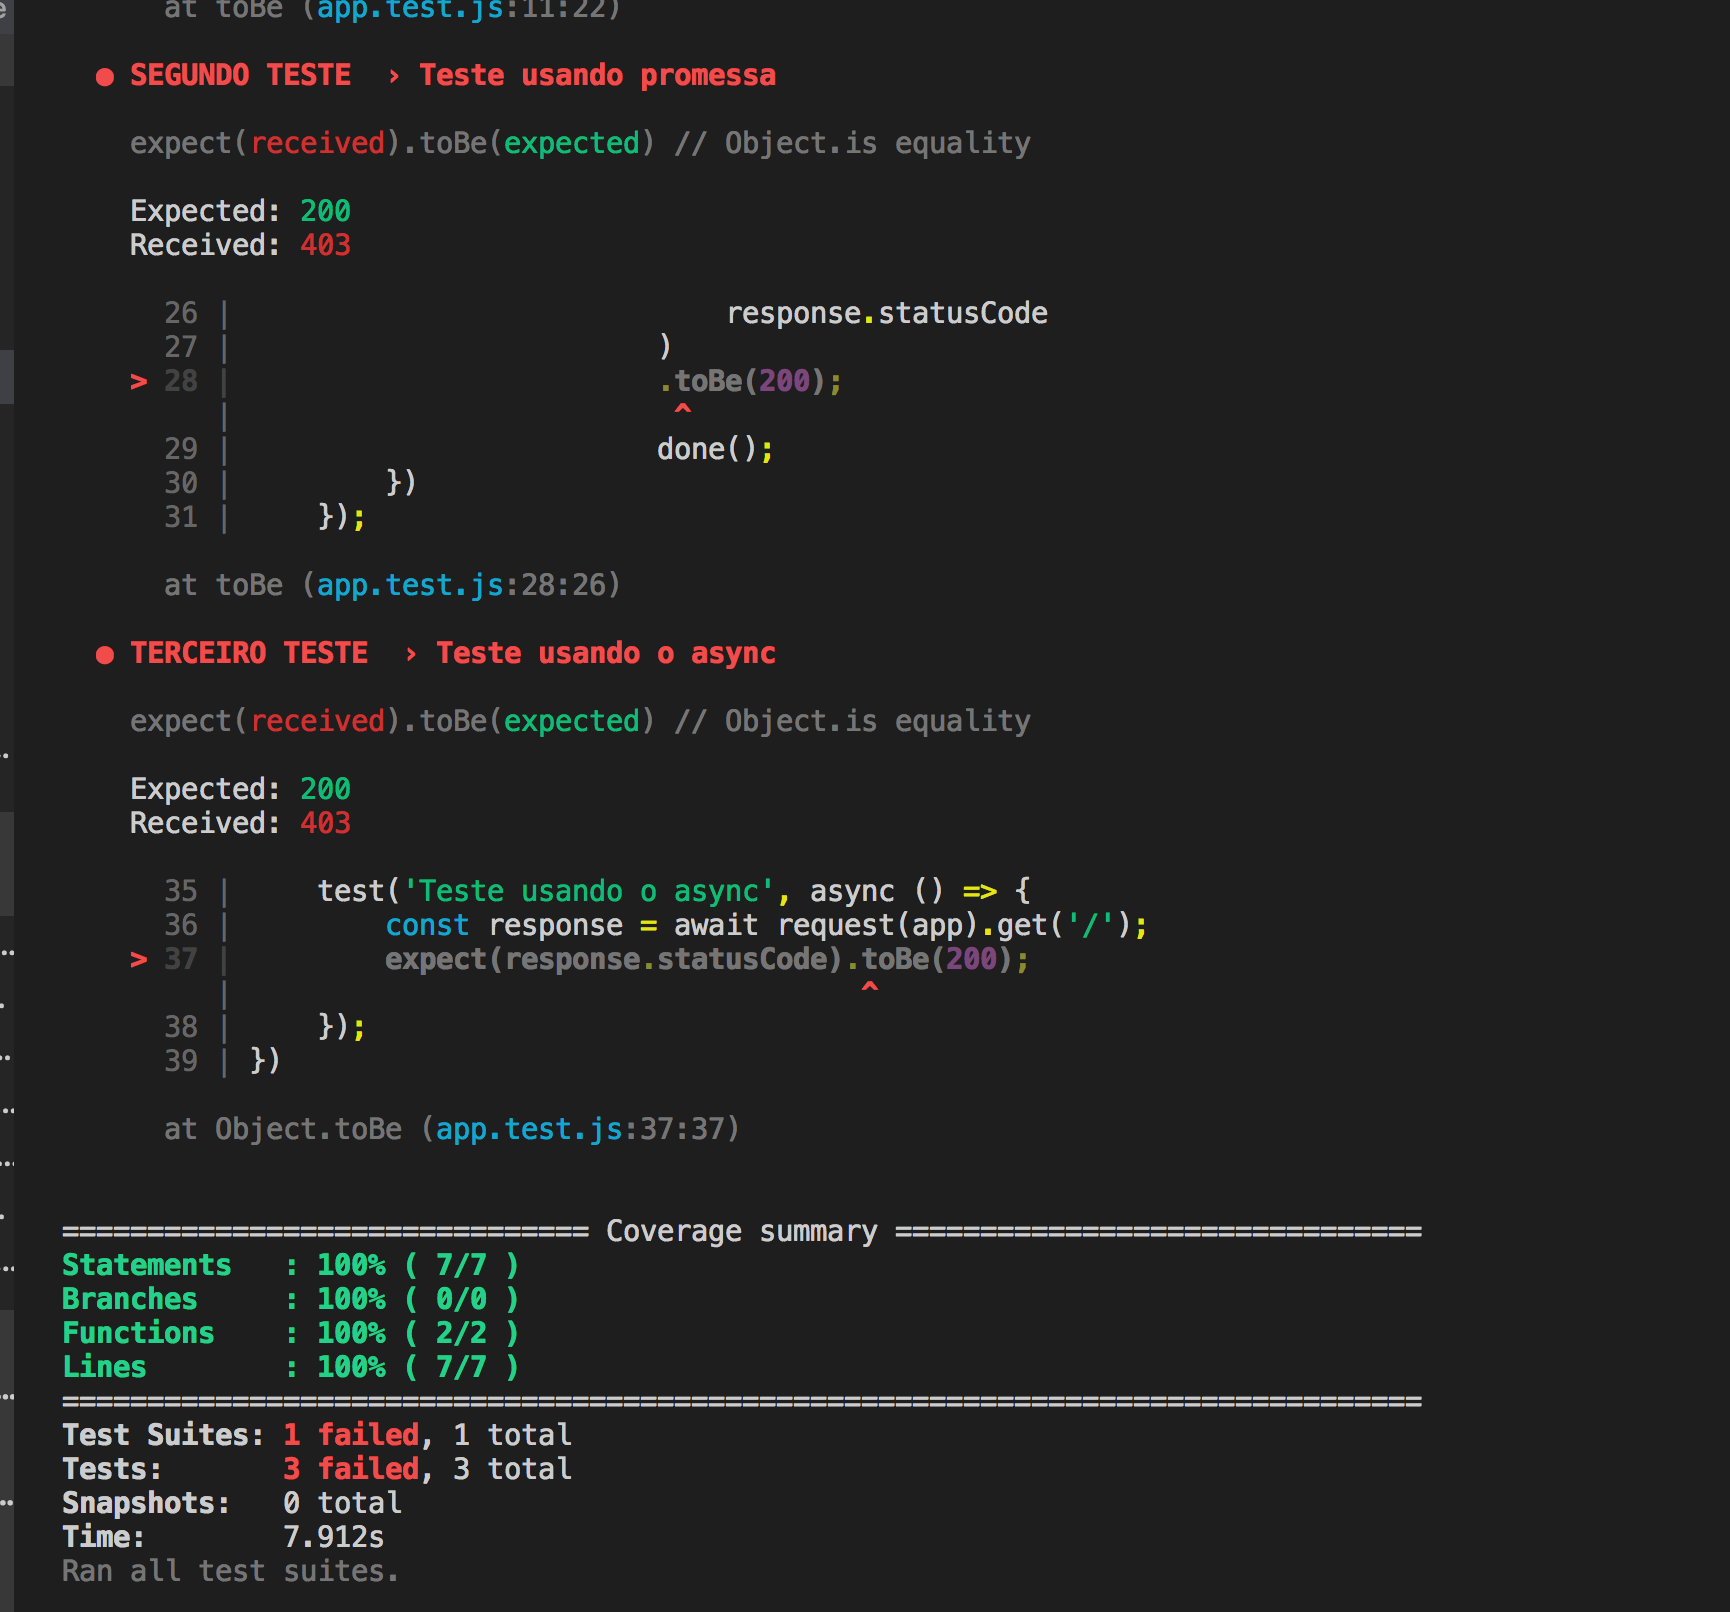 at toBe (app.test.js:11:22)
● SEGUNDO TESTE › Teste usando promessa
expect(received).toBe(expected) // Object.is equality
Expected: 200
Received: 403
26 | response.statusCode
27 | )
> 28 | .toBe(200);
| ^
29 | done();
30 | })
31 | });
at toBe (app.test.js:28:26)
● TERCEIRO TESTE › Teste usando o async
expect(received).toBe(expected) // Object.is equality
Expected: 200
Received: 403
35 | test('Teste usando o async', async () => {
36 | const response = await request(app).get('/');
> 37 | expect(response.statusCode).toBe(200);
| ^
38 | });
39 | })
at Object.toBe (app.test.js:37:37)
=============================== Coverage summary ===============================
Statements : 100% ( 7/7 )
Branches : 100% ( 0/0 )
Functions : 100% ( 2/2 )
Lines : 100% ( 7/7 )
================================================================================
Test Suites: 1 failed, 1 total
Tests: 3 failed, 3 total
Snapshots: 0 total
Time: 7.912s
Ran all test suites.